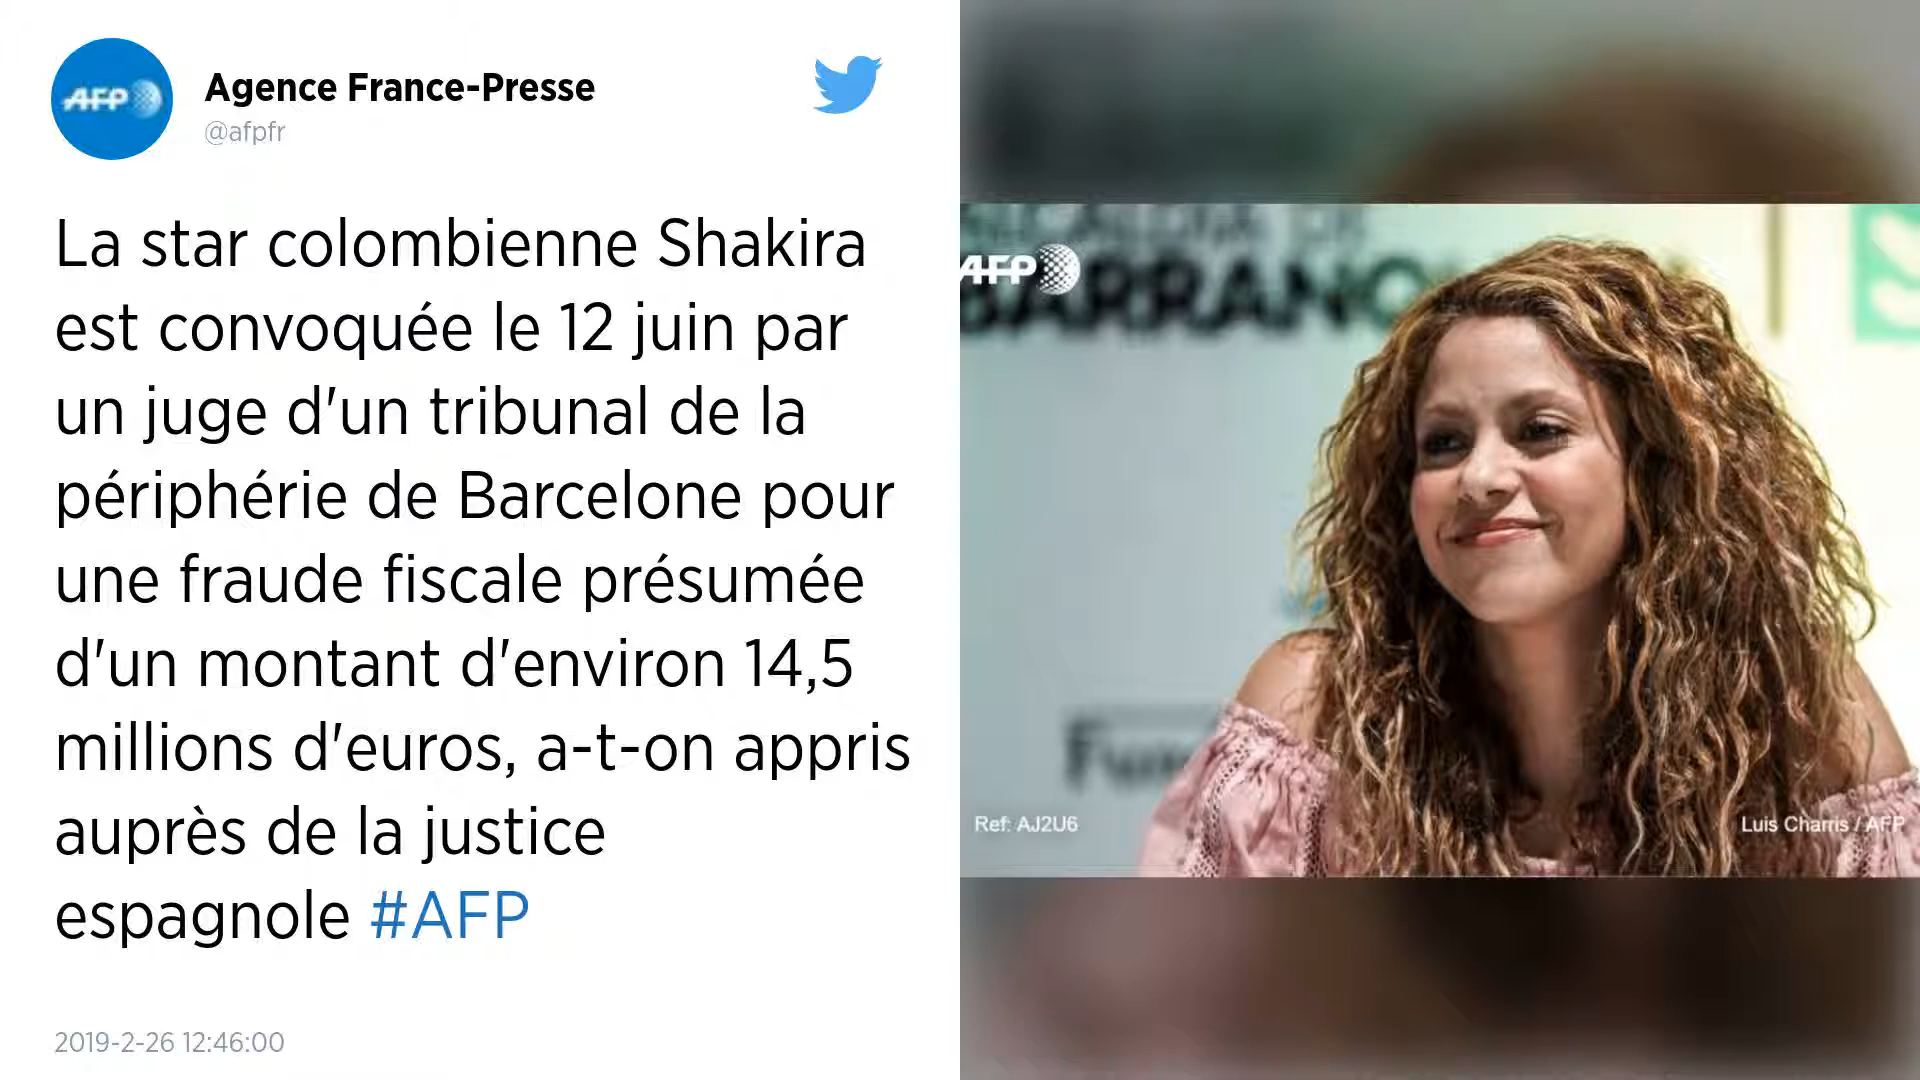 AFP
Agence France-Presse
@afpfr
La star colombienne Shakira
est convoquée le 12 juin par
un juge d'un tribunal de la
périphérie de Barcelone pour
une fraude fiscale présumée
d'un montant d'environ 14,5
millions d'euros, a-t-on appris
auprès de la justice
espagnole #AFP
2019-2-26 12:46:00
AFP
BARRANQ
Fun
Ref: AJ2U6
Luis Charris / AFP